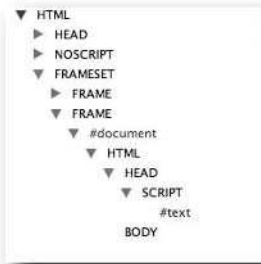 HTML
HEAD
NOSCRIPT
FRAMESET
FRAME
FRAME
#document
HTML
HEAD
SCRIPT
#text
BODY